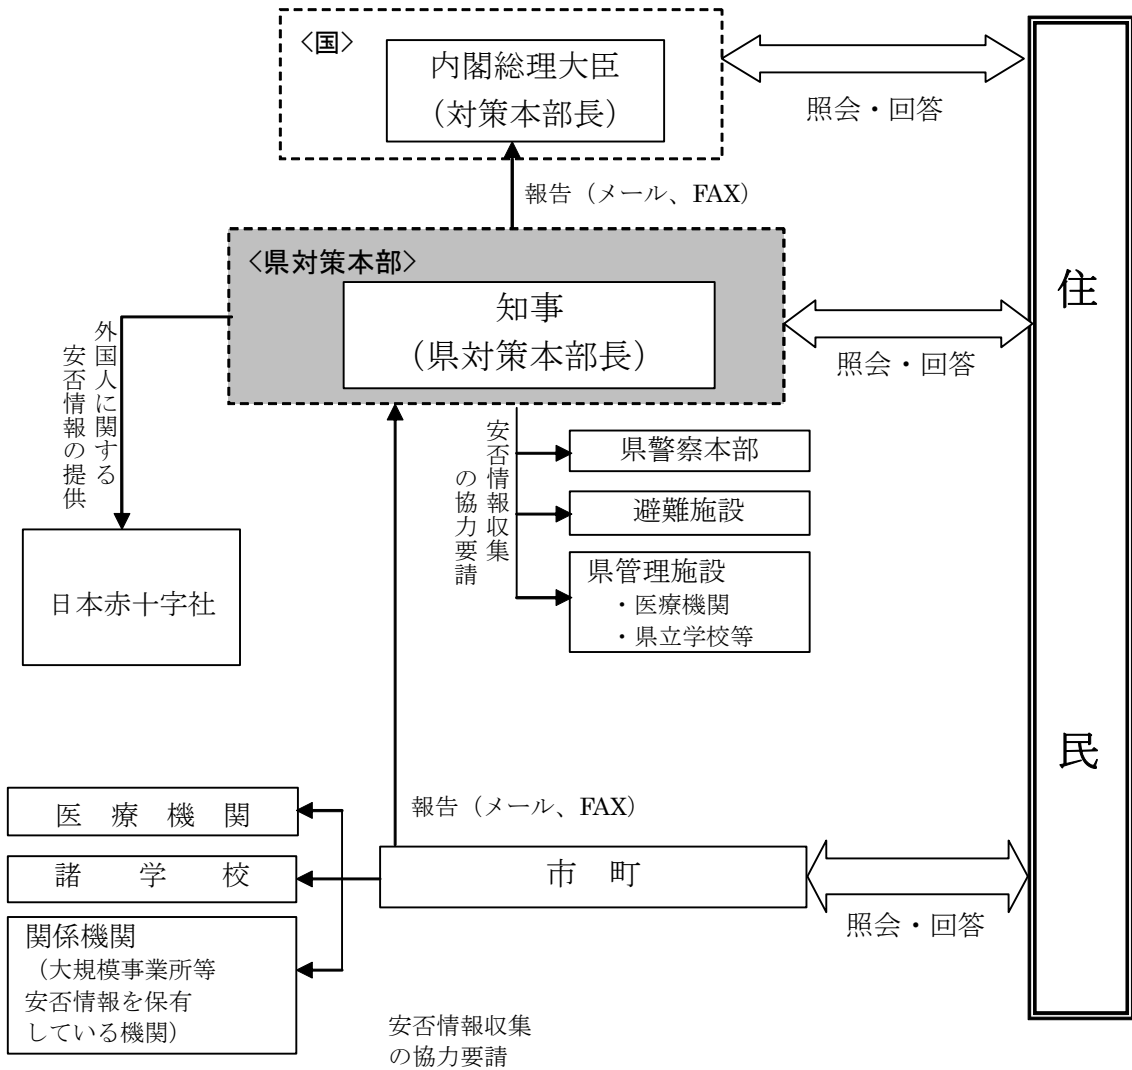 〈国〉
内閣総理大臣
（対策本部長）
照会・回答
報告（メール、FAX）
〈県対策本部〉
知事
（県対策本部長）
照会・回答
住民
外国人に関する
安否情報の提供
安否情報収集
の協力要請
県警察本部
避難施設
県管理施設
・医療機関
・県立学校等
日本赤十字社
報告（メール、FAX）
医療機関
諸学校
市町
照会・回答
関係機関
（大規模事業所等
安否情報を保有
している機関）
安否情報収集
の協力要請